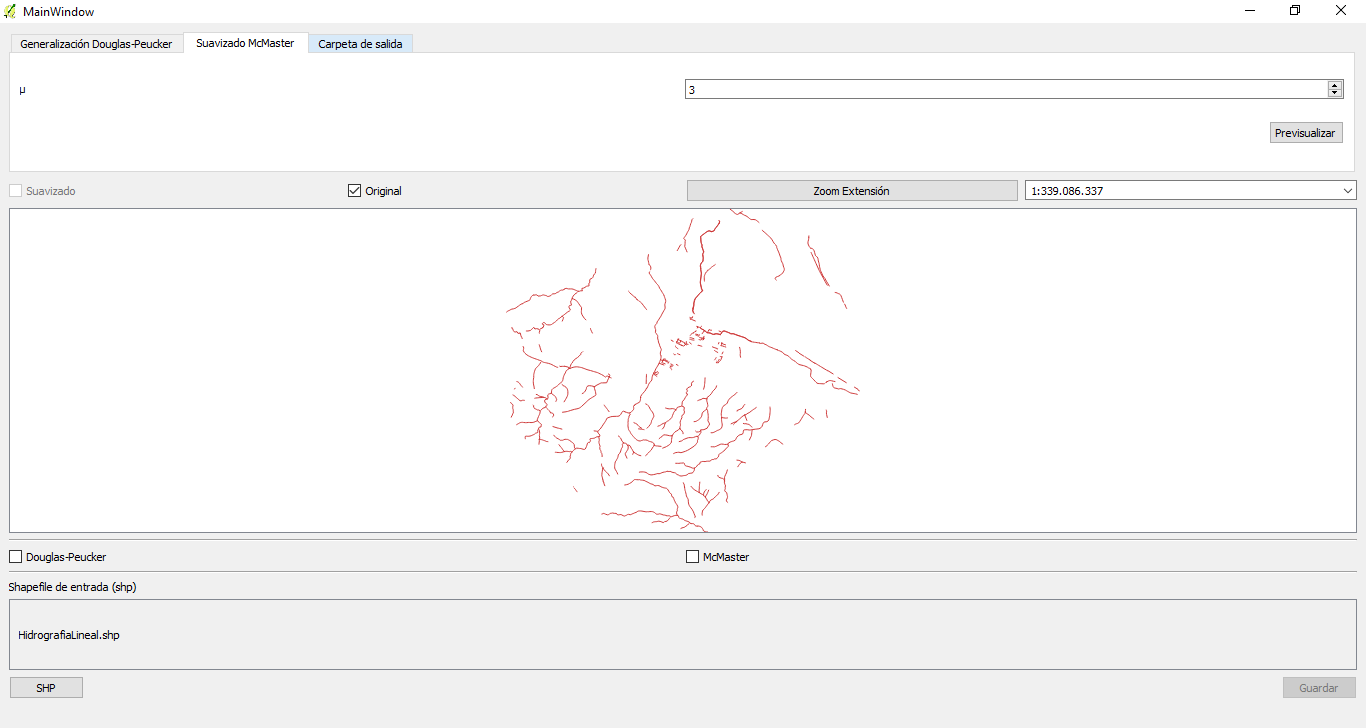 MainWindow
Generalización Douglas-Peucker
Suavizado McMaster
Carpeta de salida
μ
3
Previsualizar
Suavizado
Original
Zoom Extensión
1:339.086.337
Douglas-Peucker
McMaster
Shapefile de entrada (shp)
HidrografiaLineal.shp
SHP
Guardar